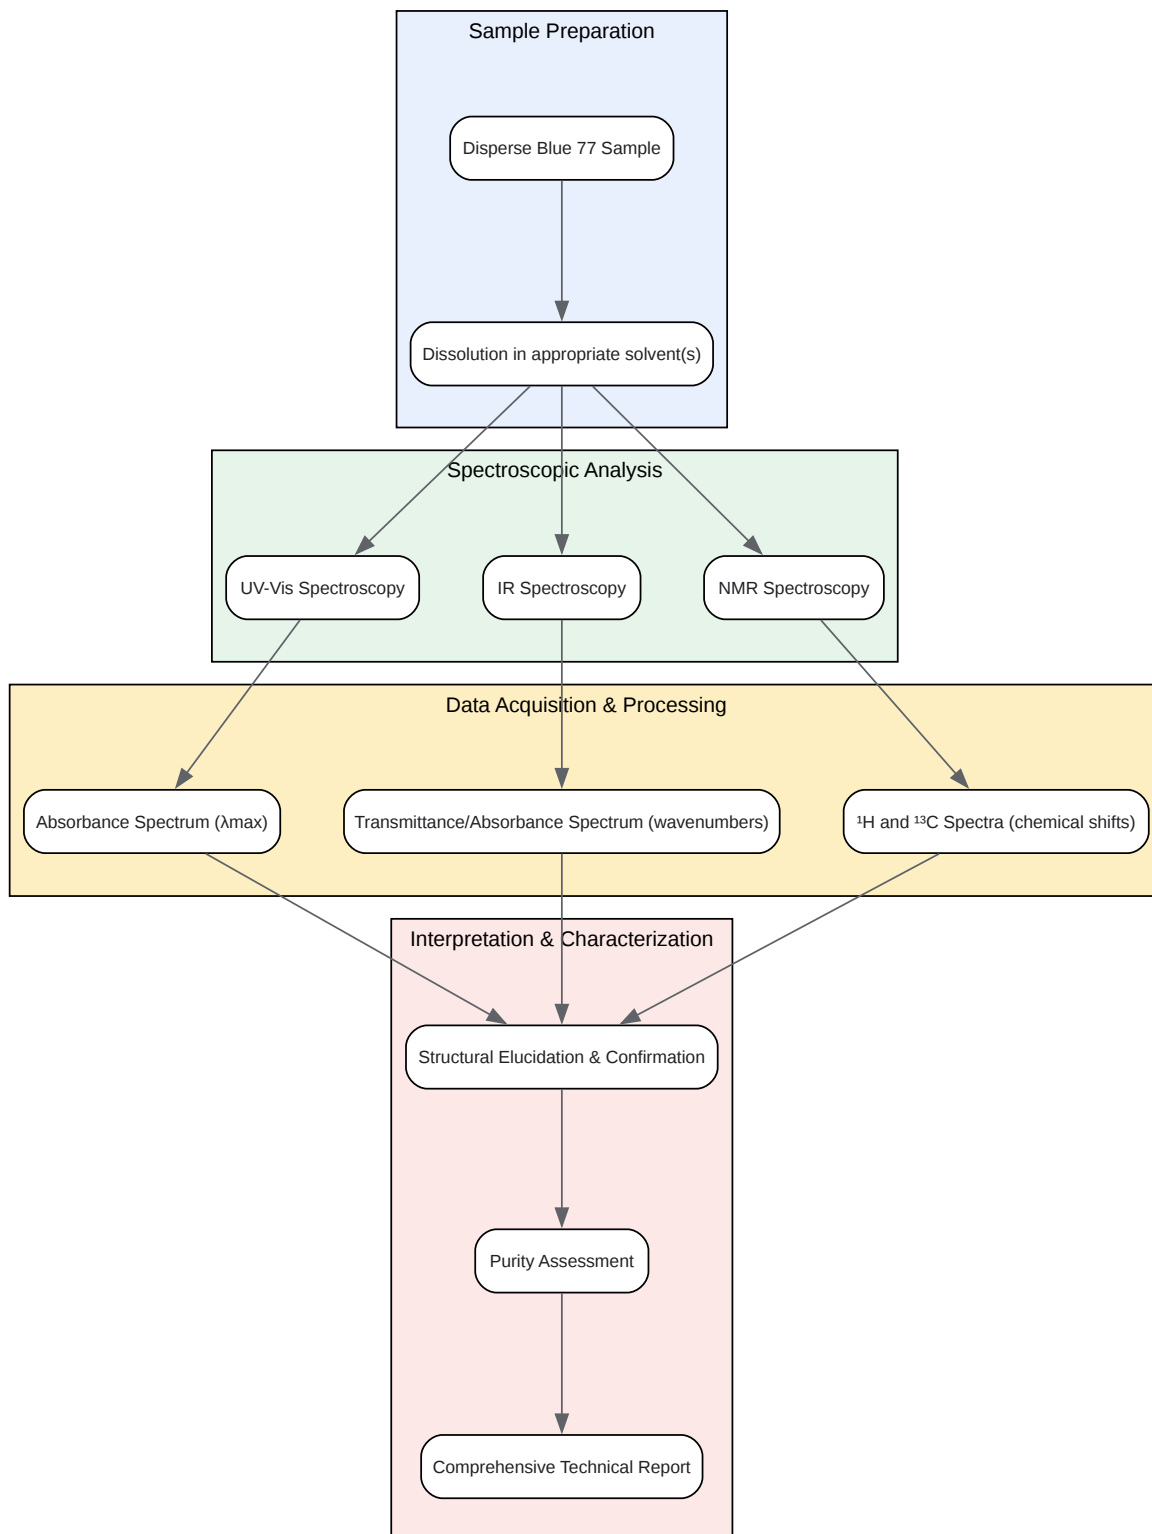 Sample Preparation
Disperse Blue 77 Sample
Dissolution in appropriate solvent(s)
Spectroscopic Analysis
UV-Vis Spectroscopy
IR Spectroscopy
NMR Spectroscopy
Data Acquisition & Processing
Absorbance Spectrum (λmax)
Transmittance/Absorbance Spectrum (wavenumbers)
¹H and ¹³C Spectra (chemical shifts)
Interpretation & Characterization
Structural Elucidation & Confirmation
Purity Assessment
Comprehensive Technical Report